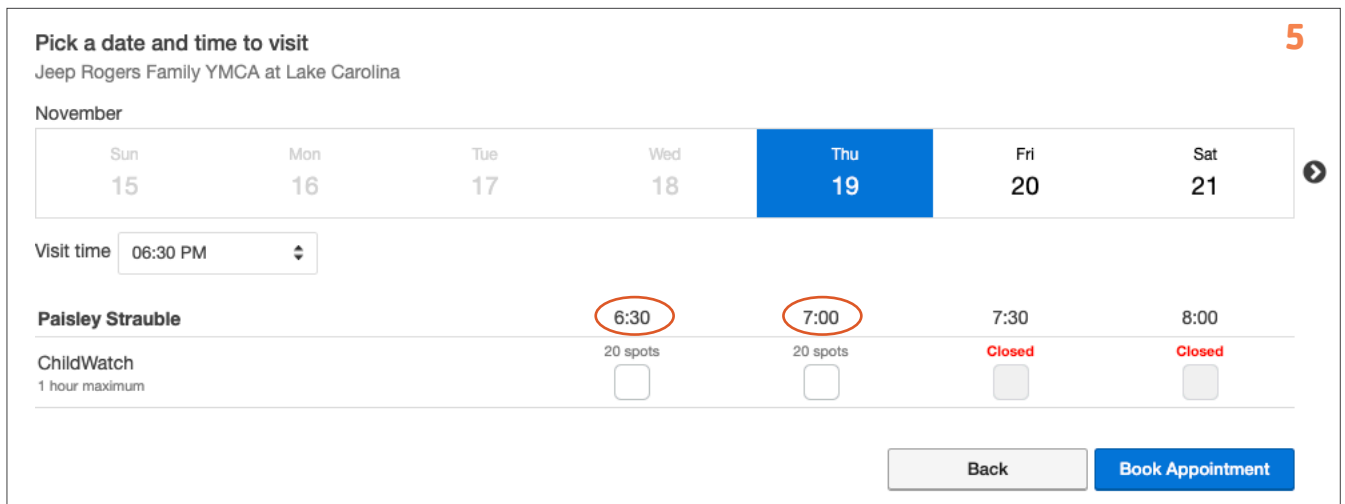 5
Pick a date and time to visit
Jeep Rogers Family YMCA at Lake Carolina
November
Sun Mon Tue Wed Thu Fri Sat
15 16 17 18 19 20 21
Visit time 06:30 PM
Paisley Strauble 6:30 7:00 7:30 8:00
20 spots 20 spots Closed Closed
ChildWatch
1 hour maximum
Back Book Appointment